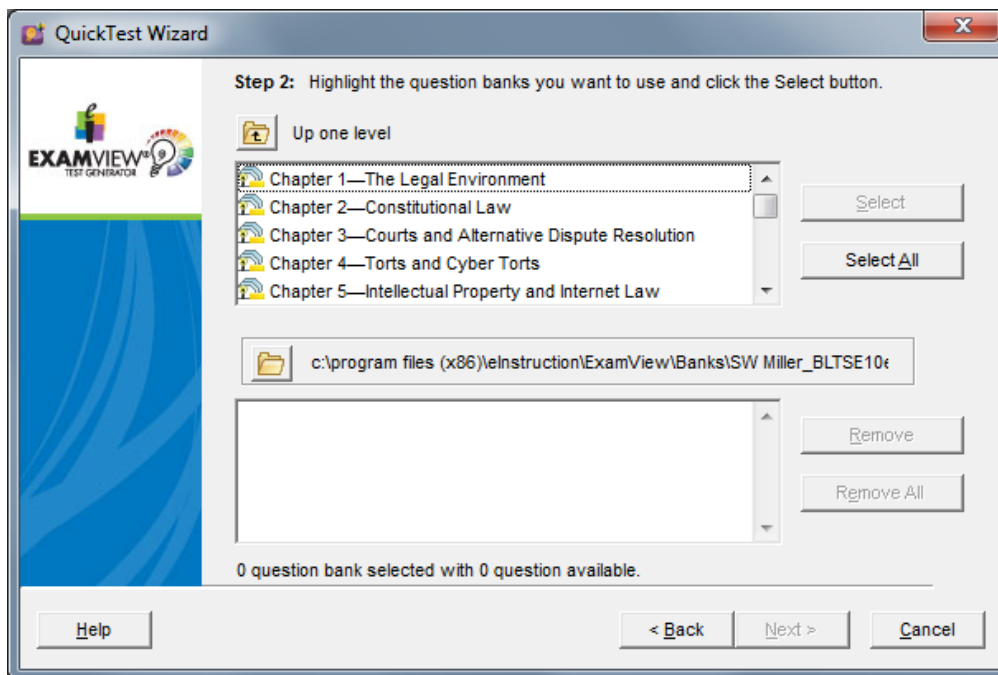 QuickTest Wizard
Step 2: Highlight the question banks you want to use and click the Select button.
Up one level
EXAMVIEW
TEST GENERATOR
Chapter 1—The Legal Environment
Chapter 2—Constitutional Law
Chapter 3—Courts and Alternative Dispute Resolution
Chapter 4—Torts and Cyber Torts
Chapter 5—Intellectual Property and Internet Law
Select
Select All
c:\program files (x86)\eInstruction\ExamView\Banks\SW Miller_BLTSE10e
Remove
Remove All
0 question bank selected with 0 question available.
Help
< Back
Next >
Cancel